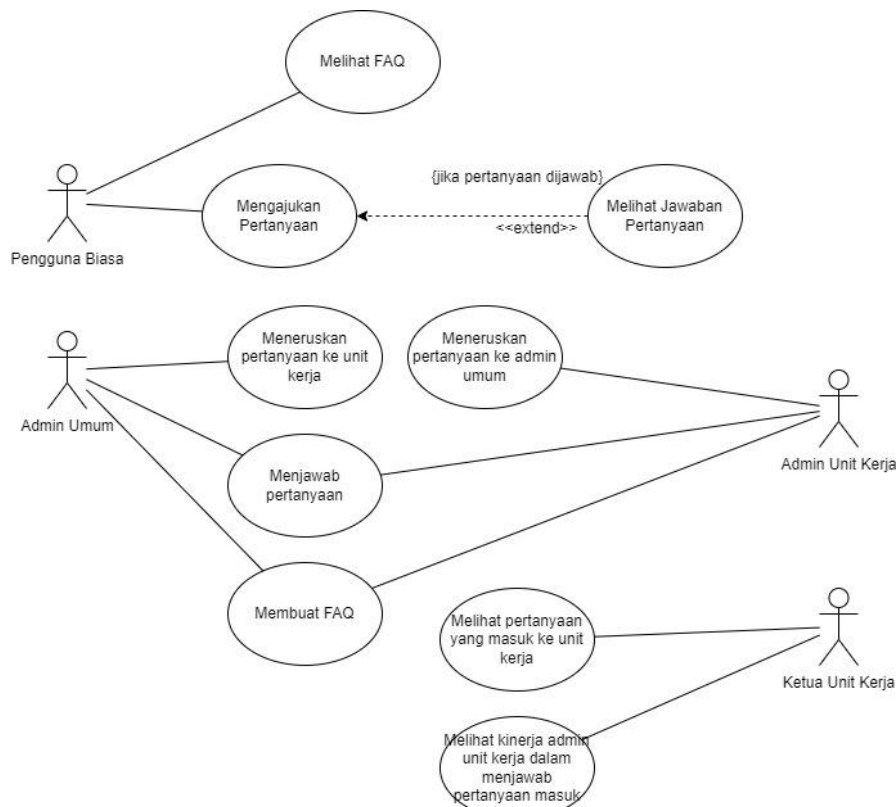 Melihat FAQ
{jika pertanyaan dijawab}
Mengajukan
Pertanyaan
Melihat Jawaban
Pertanyaan
<<extend>>
Pengguna Biasa
Meneruskan
pertanyaan ke unit
kerja
Meneruskan
pertanyaan ke admin
umum
Admin Umum
Admin Unit Kerja
Menjawab
pertanyaan
Membuat FAQ
Melihat pertanyaan
yang masuk ke unit
kerja
Ketua Unit Kerja
Melihat kinerja admin
unit kerja dalam
menjawab
pertanyaan masuk